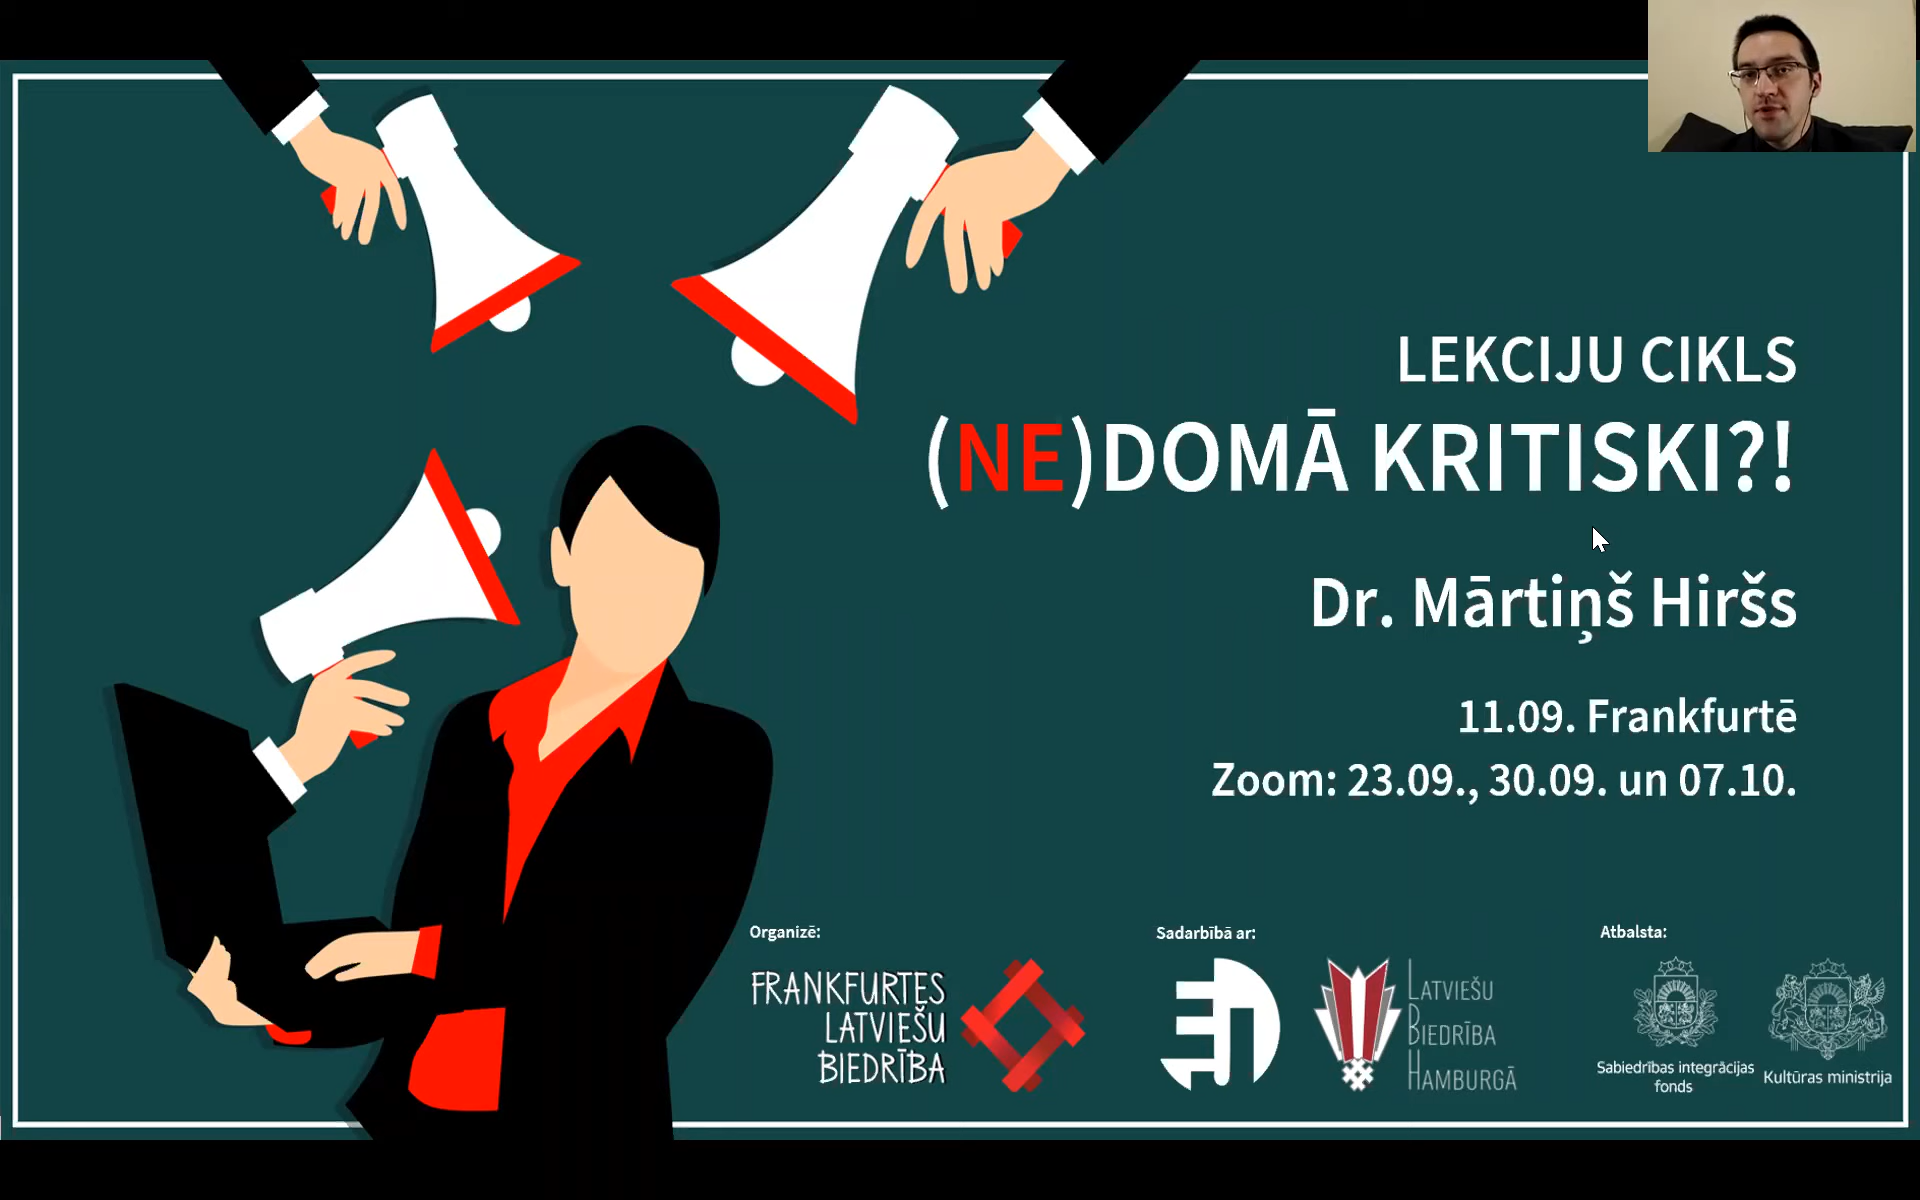 LEKCIJU CIKLS
(NE)DOMĀ KRITISKI?!
Dr. Mārtiņš Hiršs
11.09. Frankfurtē
Zoom: 23.09., 30.09. un 07.10.
Organizē:
FRANKFURTES
LATVIEŠU
BIEDRĪBA
Sadarbībā ar:
LATVIEŠU
BIEDRĪBA
HAMBURGĀ
Atbalsta:
Sabiedrības integrācijas
fonds
Kultūras ministrija